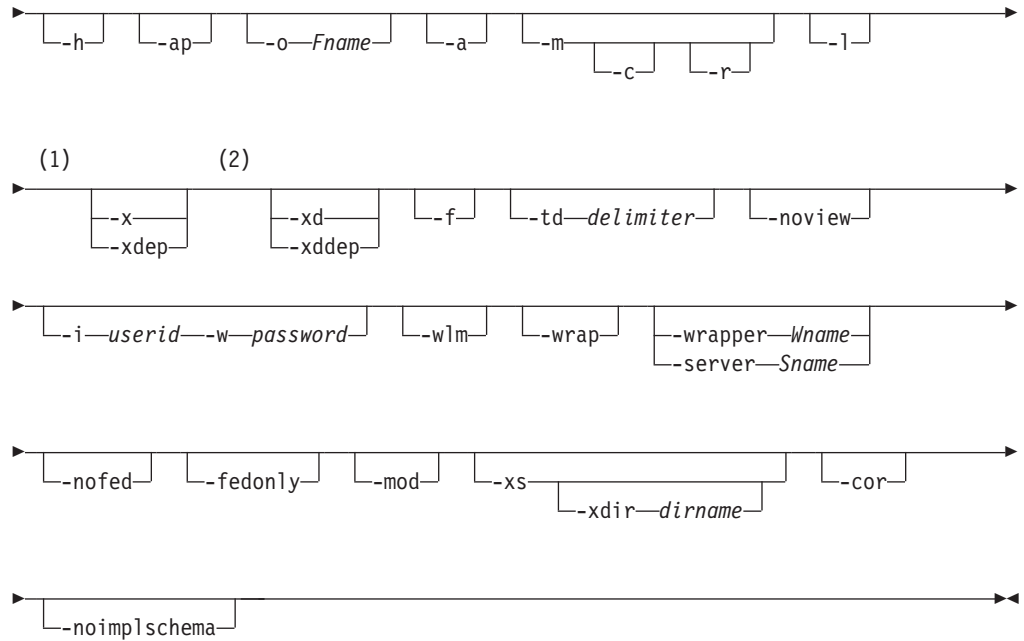 -h -ap -o Fname -a -m -l
-c -r
(1) (2)
-x -xd -f -td delimiter -noview
-xdep -xddep
-i userid -w password -wlm -wrap -wrapper Wname
-server Sname
-nofed -fedonly -mod -xs -cor
-xdir dirname
-noimplschema